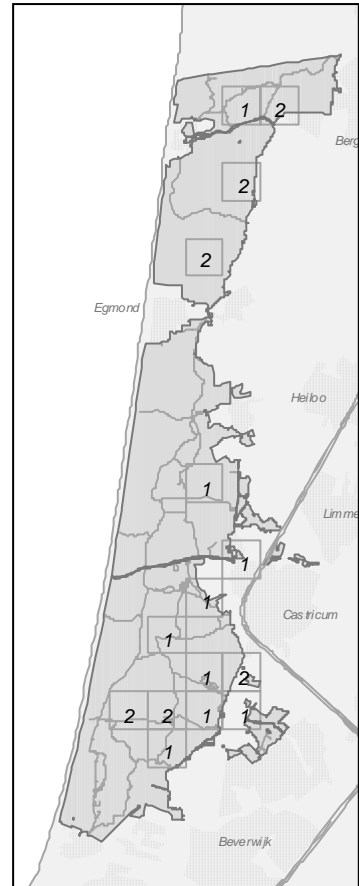 1 2
Berg
2
2
Egmond
Heiloo
1
Limme
1
1
Castricum
1
1 2
2 2 1 1
1
Beverwijk